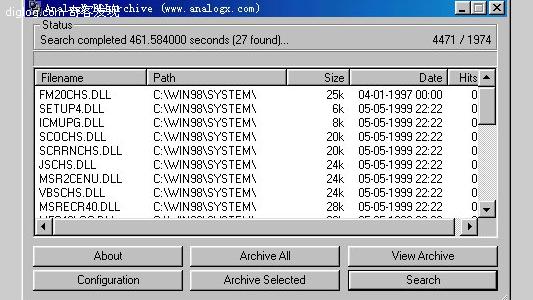 diglog.com 奇客发现
AnalogX DLLArchive (www.analogx.com)
Status
Search completed 461.584000 seconds (27 found)... 4471 / 1974
Filename Path Size Date Hits
FM20CHS.DLL C:\WIN98\SYSTEM\ 25k 04-01-1997 00:00 0
SETUP4.DLL C:\WIN98\SYSTEM\ 6k 05-05-1999 22:22 0
ICMUPG.DLL C:\WIN98\SYSTEM\ 8k 05-05-1999 22:22 0
SCOCHS.DLL C:\WIN98\SYSTEM\ 20k 05-05-1999 22:22 0
SCRRNCHS.DLL C:\WIN98\SYSTEM\ 20k 05-05-1999 22:22 0
JSCHS.DLL C:\WIN98\SYSTEM\ 24k 05-05-1999 22:22 0
MSR2CENU.DLL C:\WIN98\SYSTEM\ 24k 05-05-1999 22:22 0
VBSCHS.DLL C:\WIN98\SYSTEM\ 24k 05-05-1999 22:22 0
MSRECR40.DLL C:\WIN98\SYSTEM\ 28k 05-05-1999 22:22 0
About Archive All View Archive
Configuration Archive Selected Search